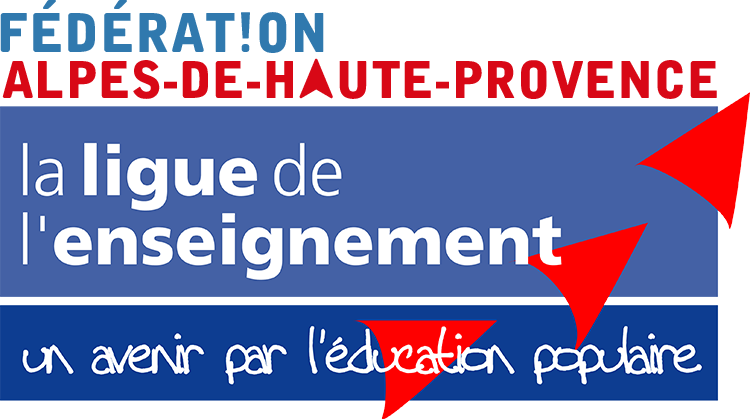 FÉDÉRAT!ON
ALPES-DE-HAUTE-PROVENCE
la ligue de
l'enseignement
un avenir par l'éducation populaire